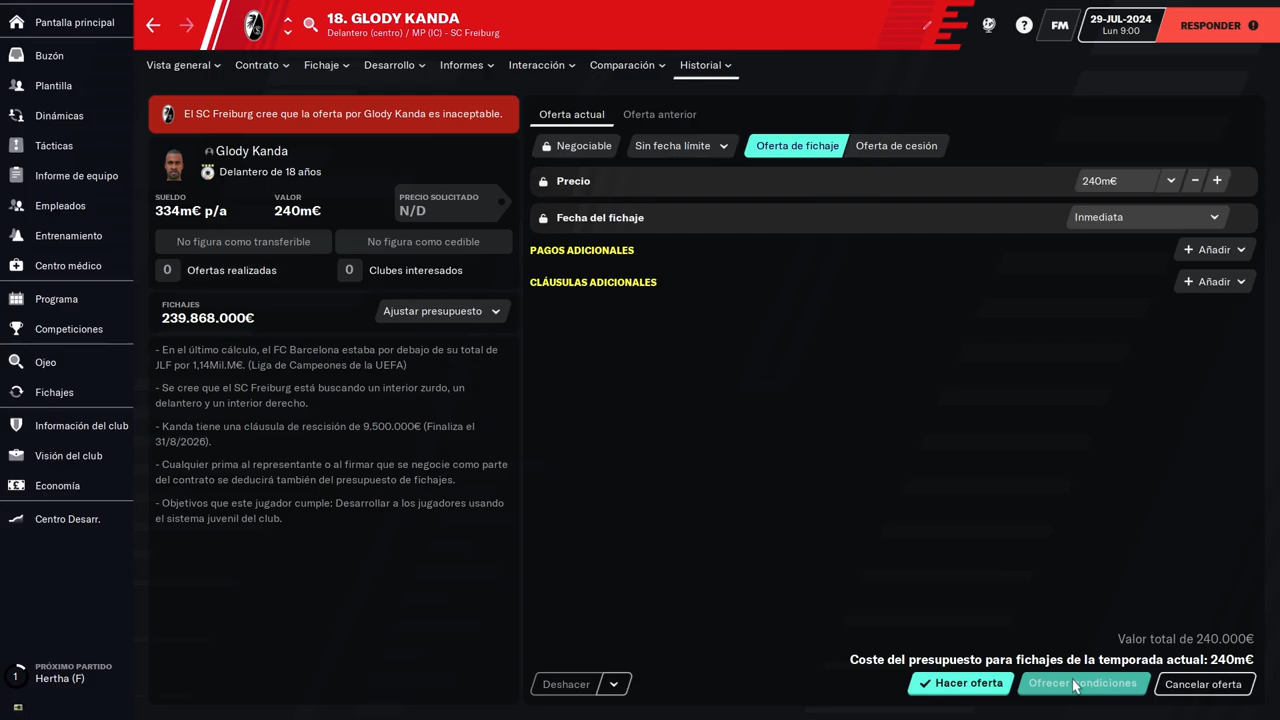 Pantalla principal
Buzón
Plantilla
Dinámicas
Tácticas
Informe de equipo
Empleados
Entrenamiento
Centro médico
Programa
Competiciones
Ojeo
Fichajes
Información del club
Visión del club
Economía
Centro Desarr.
1
PRÓXIMO PARTIDO
Hertha (F)
18. GLODY KANDA
Delantero (centro) / MP (IC) - SC Freiburg
FM
29-JUL-2024
Lun 9:00
RESPONDER
Vista general
Contrato
Fichaje
Desarrollo
Informes
Interacción
Comparación
Historial
El SC Freiburg cree que la oferta por Glody Kanda es inaceptable.
Glody Kanda
Delantero de 18 años
SUELDO
334m€ p/a
VALOR
240m€
PRECIO SOLICITADO
N/D
No figura como transferible
No figura como cedible
0 Ofertas realizadas
0 Clubes interesados
FICHAJES
239.868.000€
Ajustar presupuesto
- En el último cálculo, el FC Barcelona estaba por debajo de su total de
JLF por 1,14Mil.M€. (Liga de Campeones de la UEFA)
- Se cree que el SC Freiburg está buscando un interior zurdo, un
delantero y un interior derecho.
- Kanda tiene una cláusula de rescisión de 9.500.000€ (Finaliza el
31/8/2026).
- Cualquier prima al representante o al firmar que se negocie como parte
del contrato se deducirá también del presupuesto de fichajes.
- Objetivos que este jugador cumple: Desarrollar a los jugadores usando
el sistema juvenil del club.
Oferta actual
Oferta anterior
Negociable
Sin fecha límite
Oferta de fichaje
Oferta de cesión
Precio
240m€
Fecha del fichaje
Inmediata
PAGOS ADICIONALES
+ Añadir
CLÁUSULAS ADICIONALES
+ Añadir
Valor total de 240.000€
Coste del presupuesto para fichajes de la temporada actual: 240m€
Deshacer
Hacer oferta
Ofrecer condiciones
Cancelar oferta